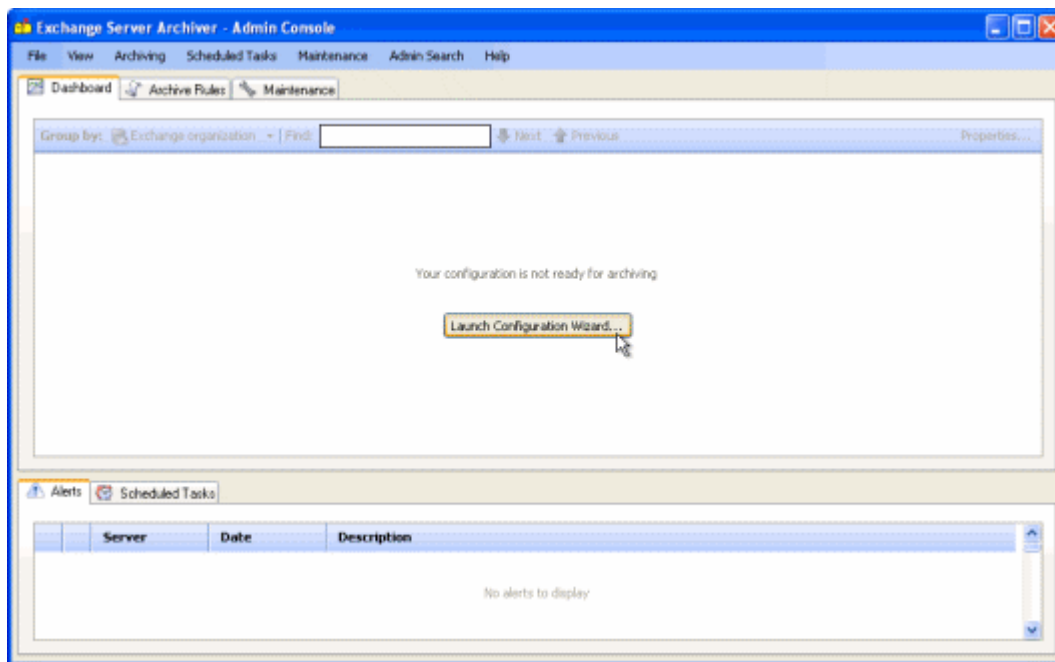 Exchange Server Archiver - Admin Console
File View Archiving Scheduled Tasks Maintenance Admin Search Help
Dashboard Archive Rules Maintenance
Group by: Exchange organization Find: Next Previous Properties...
Your configuration is not ready for archiving
Launch Configuration Wizard...
Alerts Scheduled Tasks
Server Date Description
No alerts to display